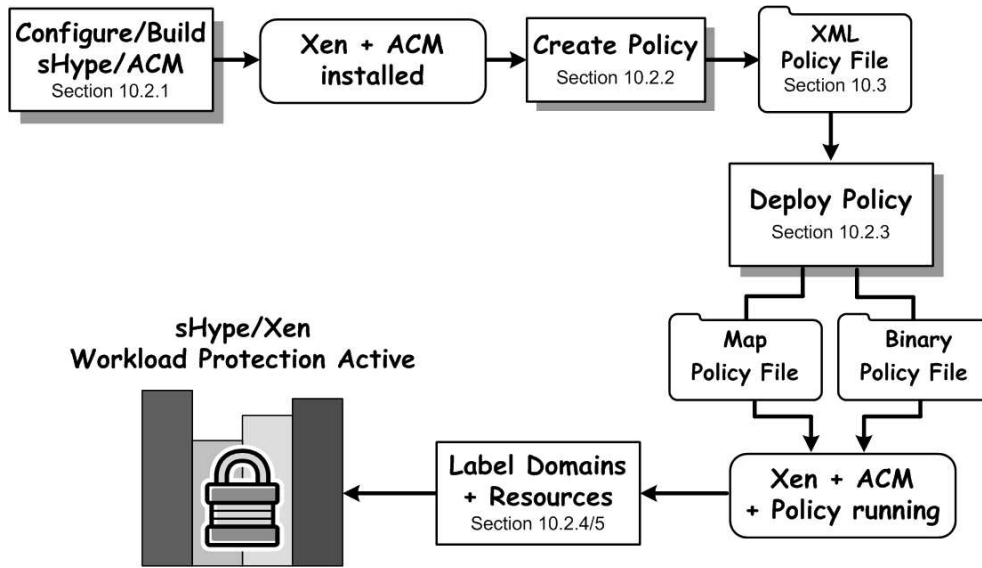 Configure/Build
sHype/ACM
Section 10.2.1
Xen + ACM
installed
Create Policy
Section 10.2.2
XML
Policy File
Section 10.3
Deploy Policy
Section 10.2.3
Map
Policy File
Binary
Policy File
Xen + ACM
+ Policy running
Label Domains
+ Resources
Section 10.2.4/5
sHype/Xen
Workload Protection Active